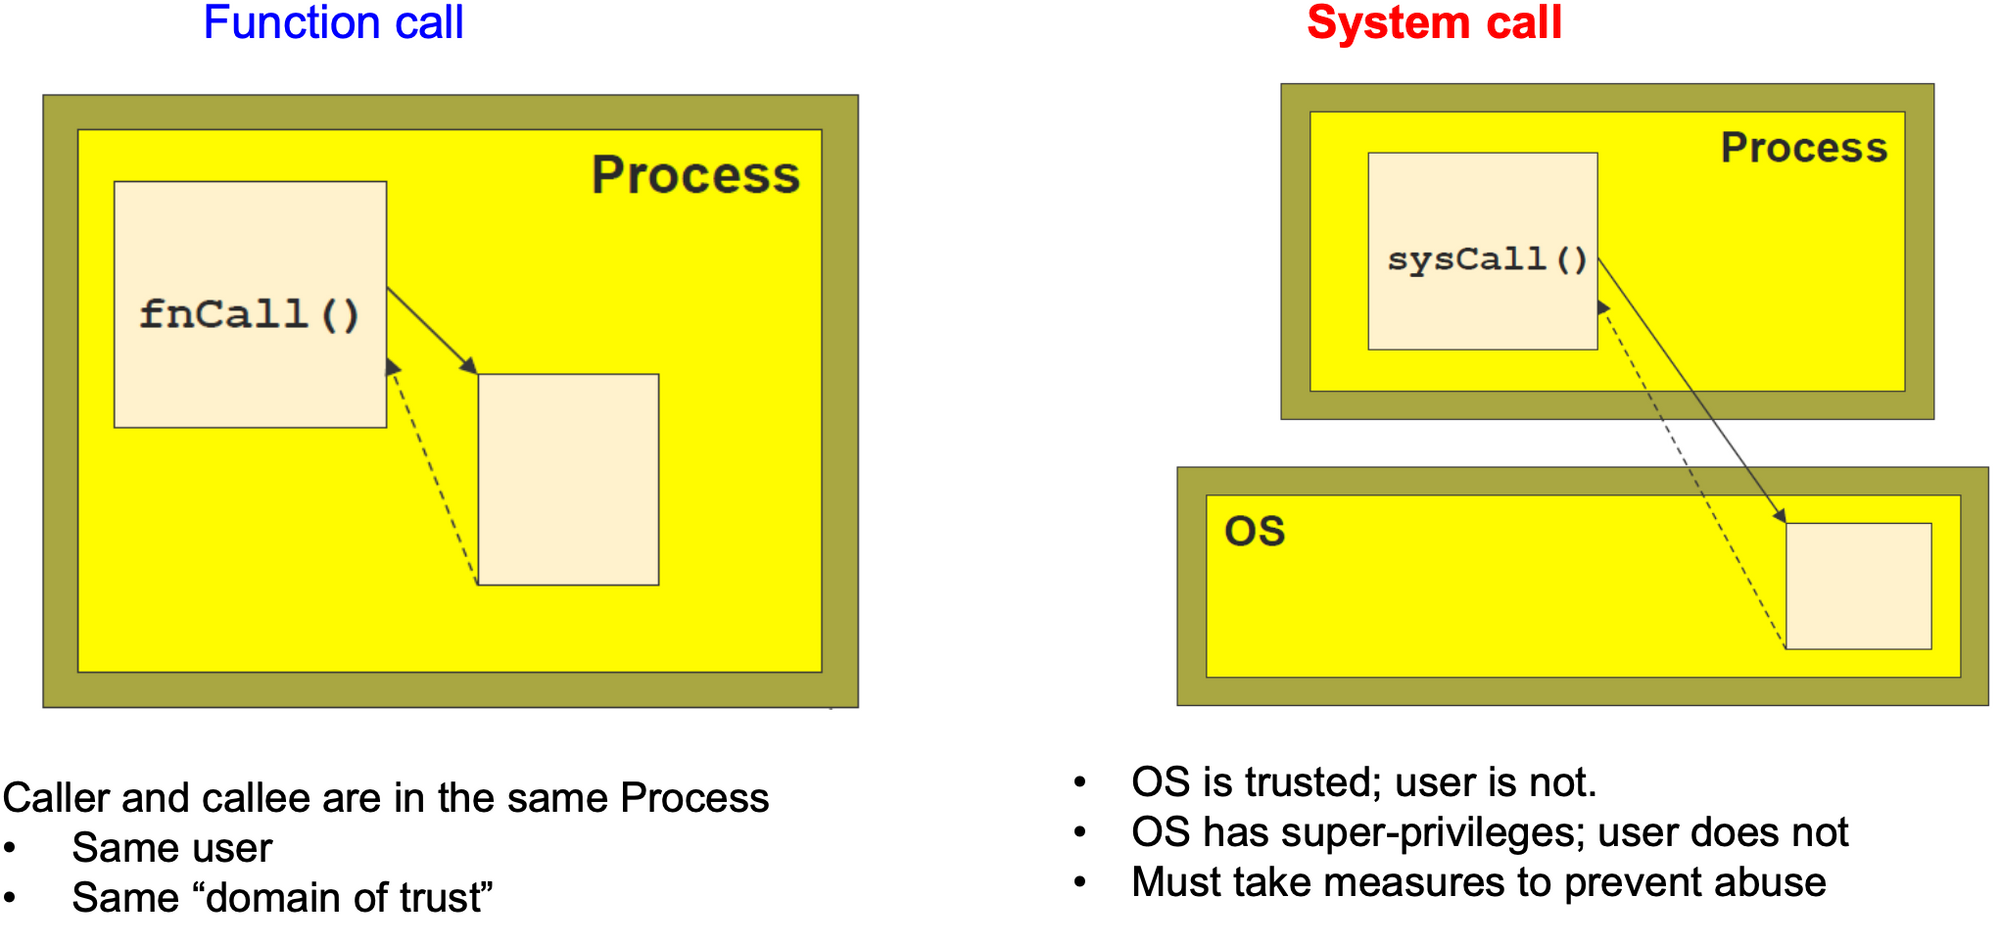 Function call
Process
fnCall()
Caller and callee are in the same Process
• Same user
• Same “domain of trust”
System call
Process
sysCall()
OS
• OS is trusted; user is not.
• OS has super-privileges; user does not
• Must take measures to prevent abuse